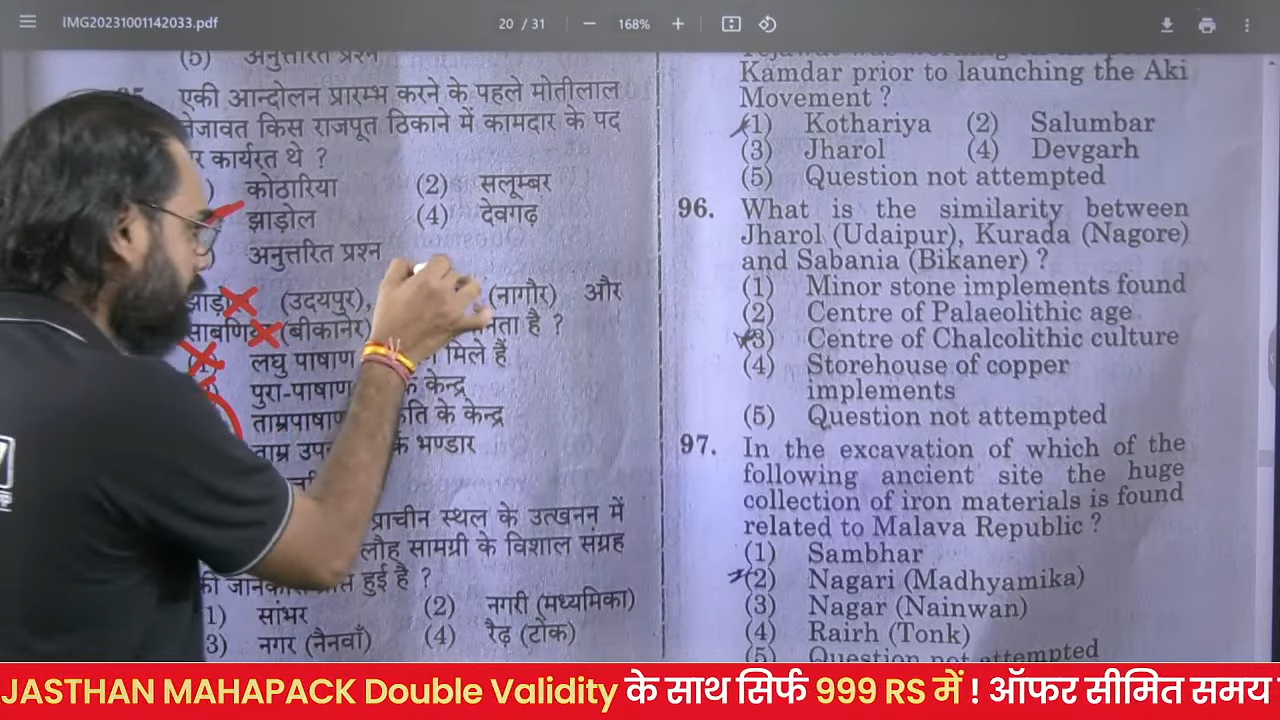 IMG20231001142033.pdf
20 / 31
168%
(5) अनुत्तरित प्रश्न
एकी आन्दोलन प्रारम्भ करने के पहले मोतीलाल
तेजावत किस राजपूत ठिकाने में कामदार के पद
कार्यरत थे ?
कोठारिया (2) सलूम्बर
झाड़ोल (4) देवगढ़
अनुत्तरित प्रश्न
(उदयपुर), (नागौर) और
(बीकानेर) है ?
लघु पाषाण मिले हैं
पुरा-पाषाण के केन्द्र
ताम्रपाषाण के केन्द्र
ताम्र के भण्डार
प्राचीन स्थल के उत्खनन में
लौह सामग्री के विशाल संग्रह
की हुई है ?
1) सांभर (2) नगरी (मध्यमिका)
3) नगर (नैनवाँ) (4) रैढ़ (टोंक)
Kamdar prior to launching the Aki
Movement ?
(1) Kothariya (2) Salumbar
(3) Jharol (4) Devgarh
(5) Question not attempted
96. What is the similarity between
Jharol (Udaipur), Kurada (Nagore)
and Sabania (Bikaner) ?
(1) Minor stone implements found
(2) Centre of Palaeolithic age
(3) Centre of Chalcolithic culture
(4) Storehouse of copper
implements
(5) Question not attempted
97. In the excavation of which of the
following ancient site the huge
collection of iron materials is found
related to Malava Republic ?
(1) Sambhar
(2) Nagari (Madhyamika)
(3) Nagar (Nainwan)
(4) Rairh (Tonk)
(5) Question not attempted
JASTHAN MAHAPACK Double Validity के साथ सिर्फ 999 RS में ! ऑफर सीमित समय